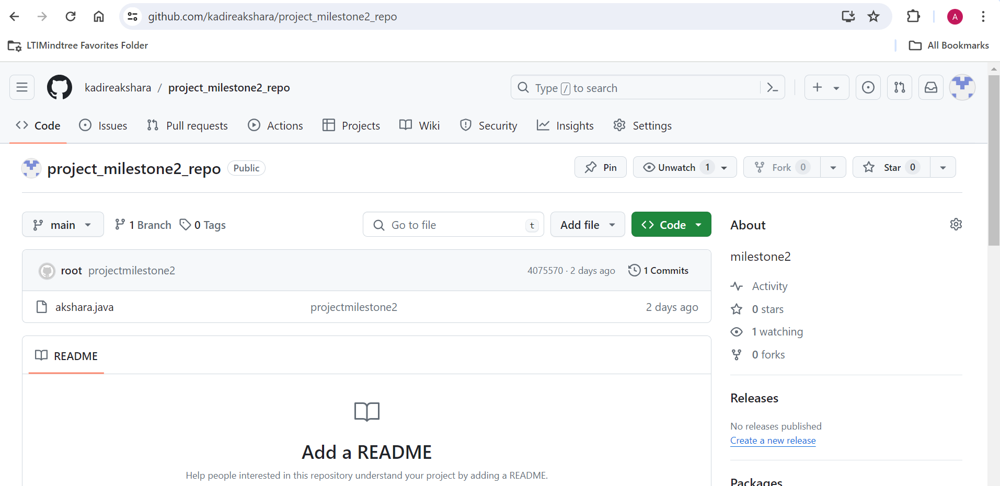 github.com/kadireakshara/project_milestone2_repo
A
LTIMindtree Favorites Folder
All Bookmarks
kadireakshara / project_milestone2_repo
Type / to search
Code
Issues
Pull requests
Actions
Projects
Wiki
Security
Insights
Settings
project_milestone2_repo
Public
Pin
Unwatch 1
Fork 0
Star 0
main
1 Branch
0 Tags
Go to file
t
Add file
Code
root projectmilestone2
4075570 · 2 days ago
1 Commits
akshara.java
projectmilestone2
2 days ago
README
Add a README
Help people interested in this repository understand your project by adding a README.
About
milestone2
Activity
0 stars
1 watching
0 forks
Releases
No releases published
Create a new release
Packages